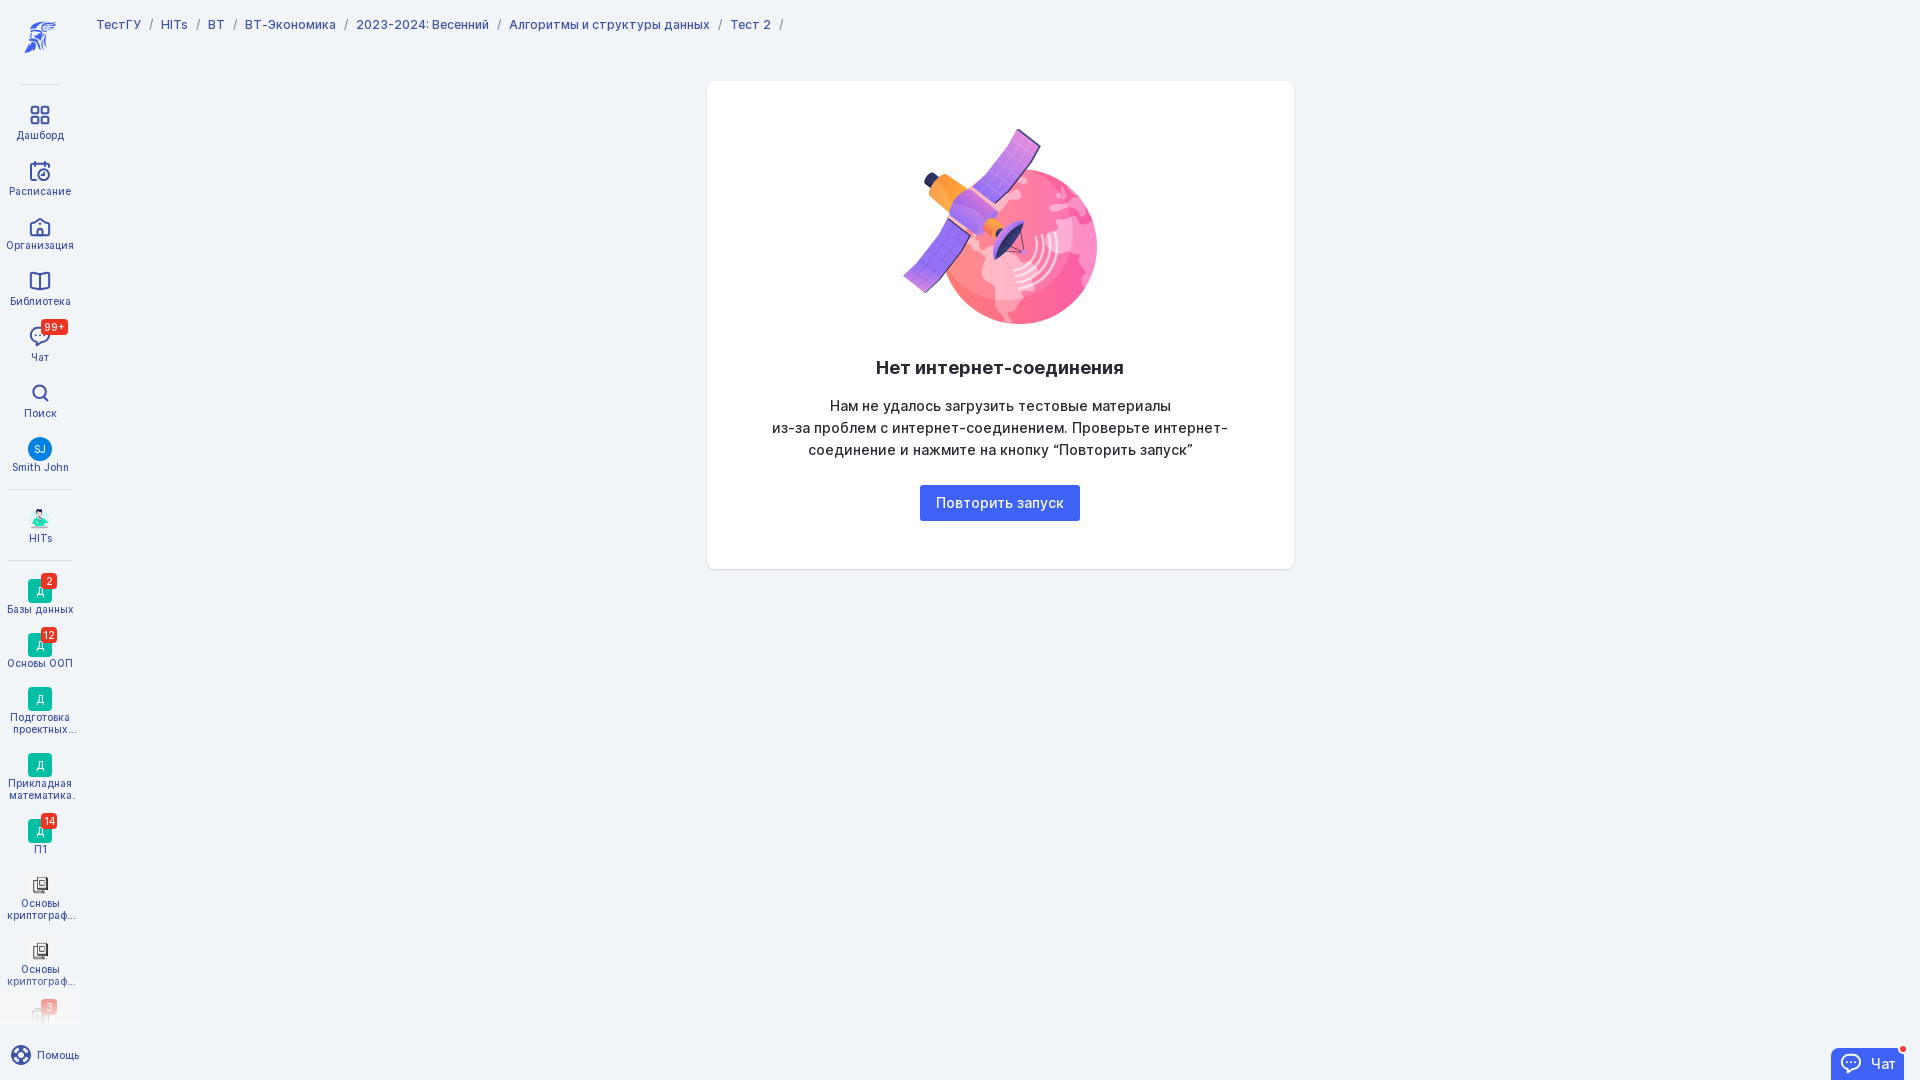 ТестГУ / HITs / ВТ / ВТ-Экономика / 2023-2024: Весенний / Алгоритмы и структуры данных / Тест 2 /
Дашборд
Расписание
Организация
Библиотека
99+
Чат
Поиск
SJ
Smith John
HITs
2
Д
Базы данных
12
Д
Основы ООП
Д
Подготовка
проектных...
Д
Прикладная
математика.
14
Д
П1
Основы
криптограф...
Основы
криптограф...
3
Помощь
Нет интернет-соединения
Нам не удалось загрузить тестовые материалы
из-за проблем с интернет-соединением. Проверьте интернет-
соединение и нажмите на кнопку “Повторить запуск”
Повторить запуск
Чат